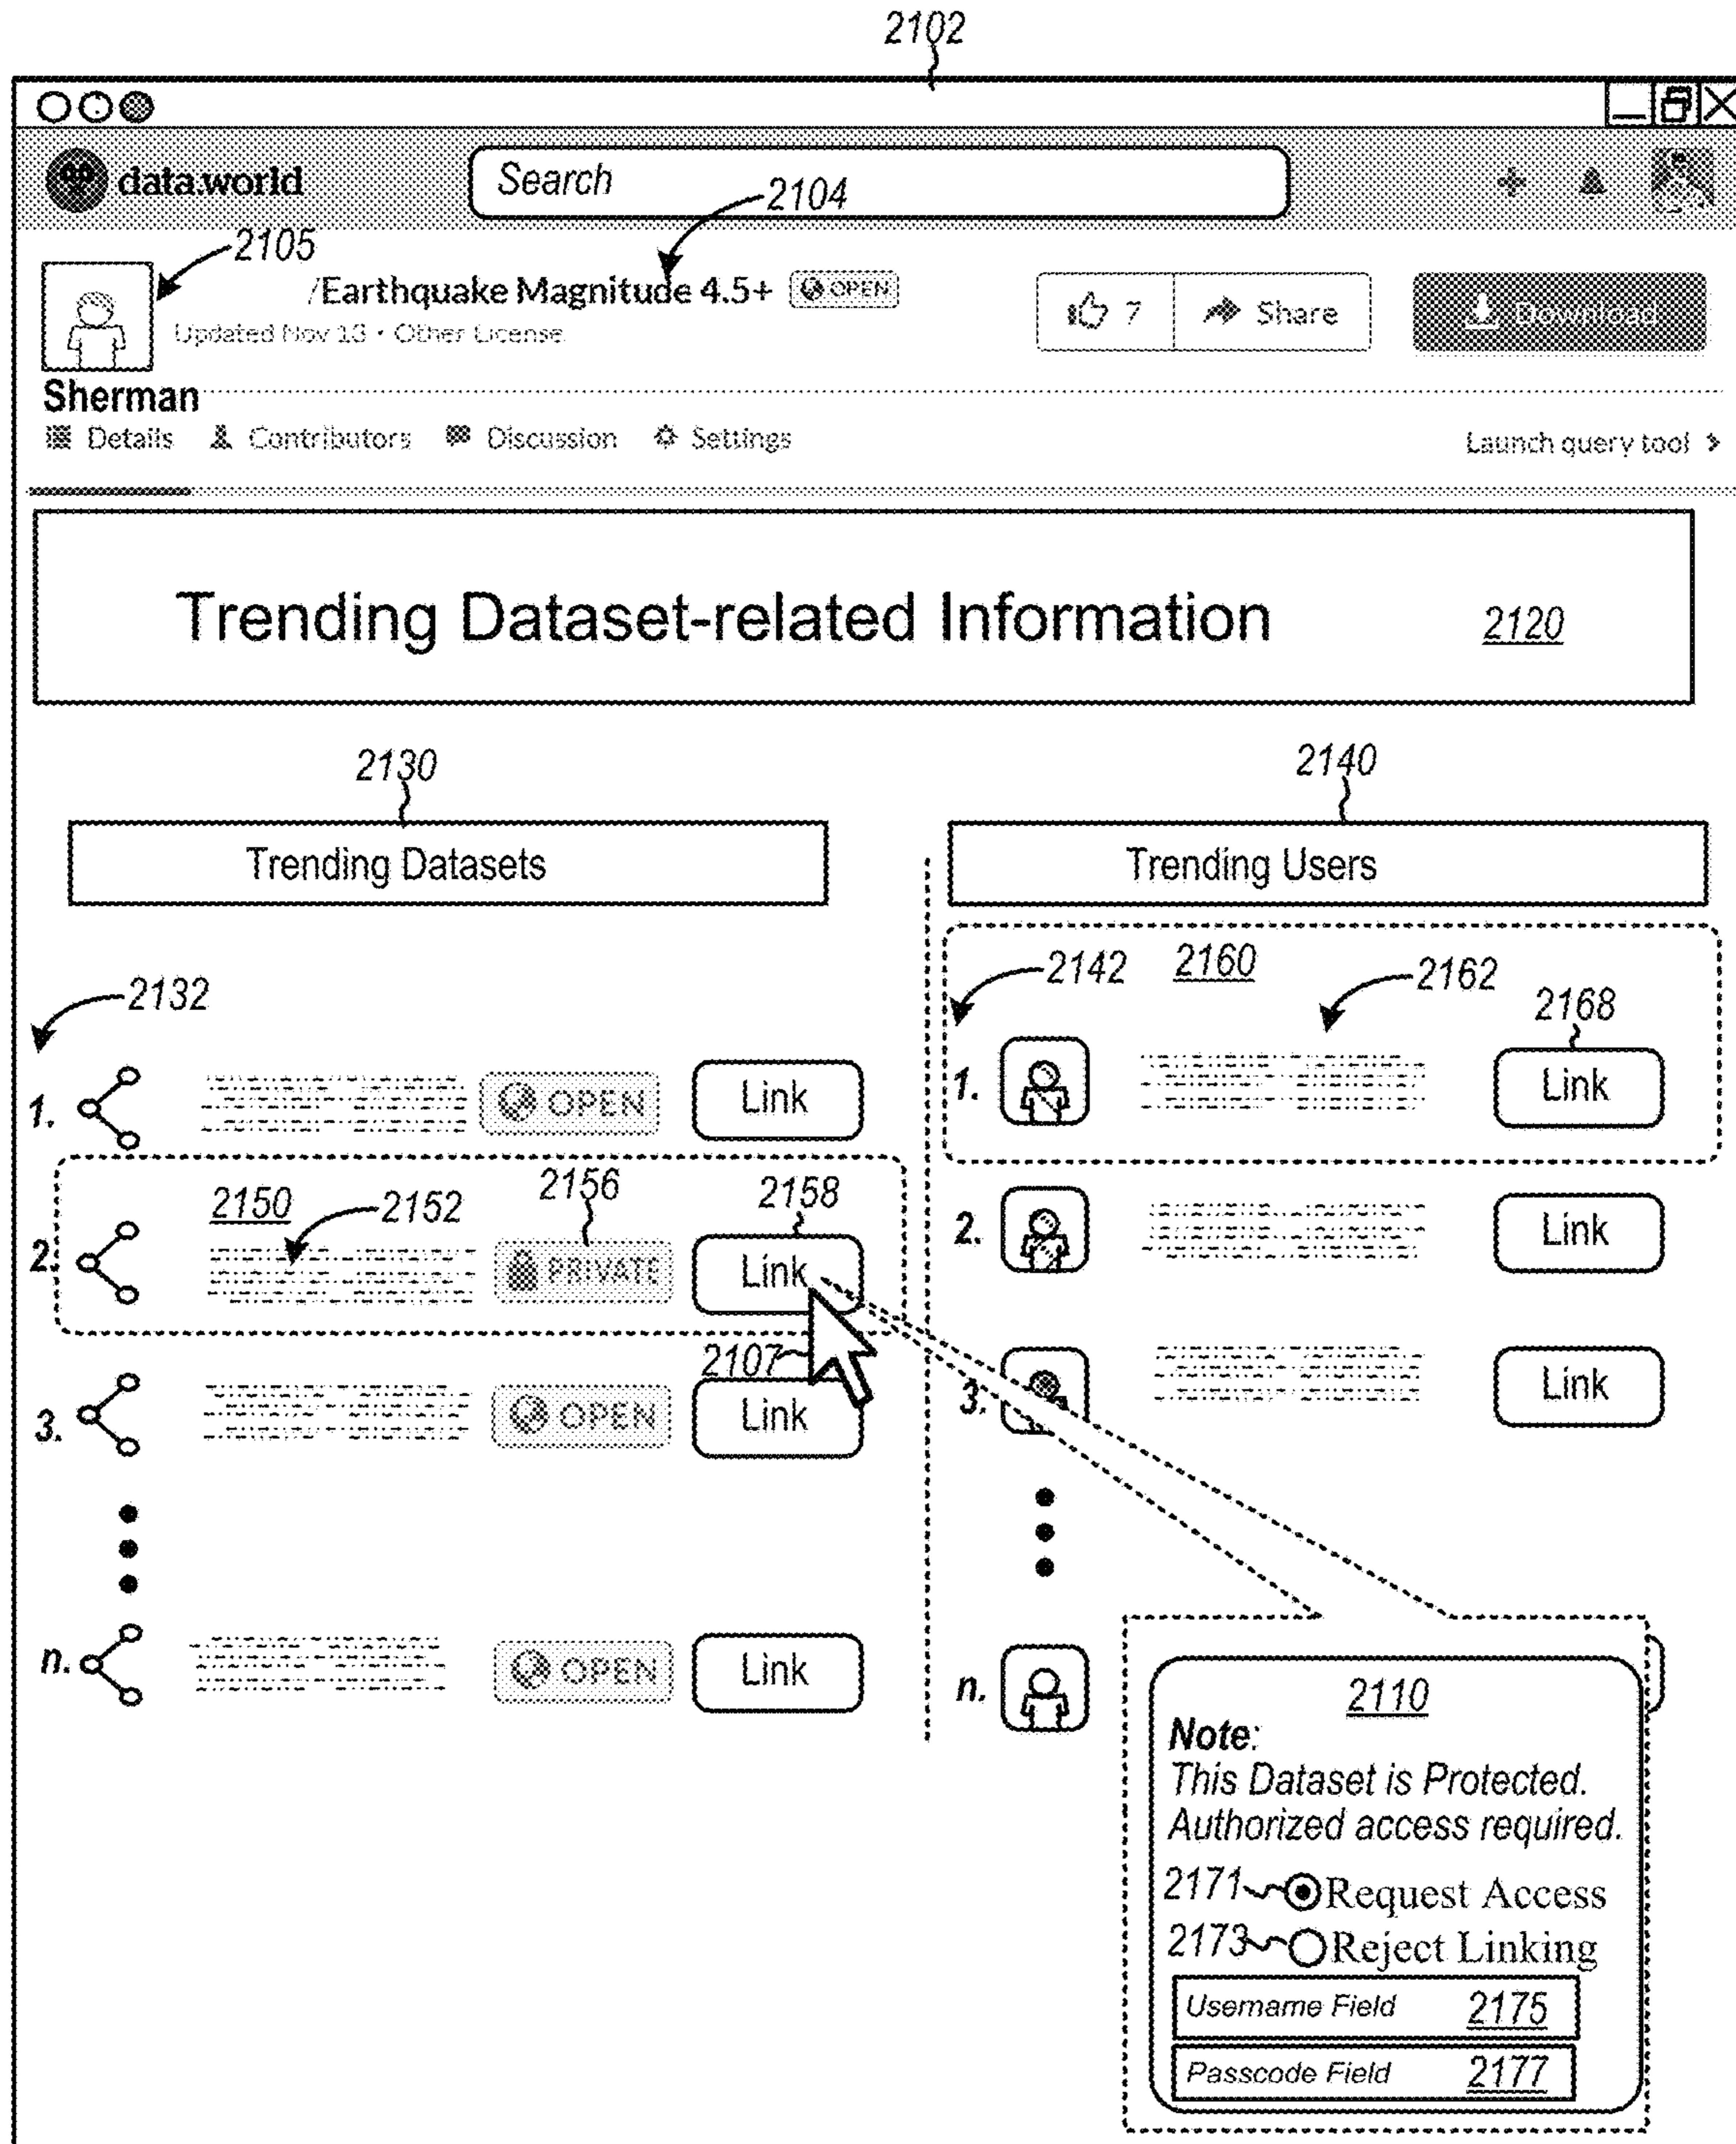 2102
data.world
Search
2104
2105
/Earthquake Magnitude 4.5+ OPEN
7 Share Download
Updated Nov 13 • Other License
Sherman
Details Contributors Discussion Settings
Launch query tool >
Trending Dataset-related Information 2120
2130 2140
Trending Datasets Trending Users
2132 2142 2160 2162 2168
1. OPEN Link 1. Link
2150 2152 2156 2158
2. PRIVATE Link 2. Link
2107
3. OPEN Link 3. Link
n. OPEN Link n.
2110
Note:
This Dataset is Protected.
Authorized access required.
2171 Request Access
2173 Reject Linking
Username Field 2175
Passcode Field 2177